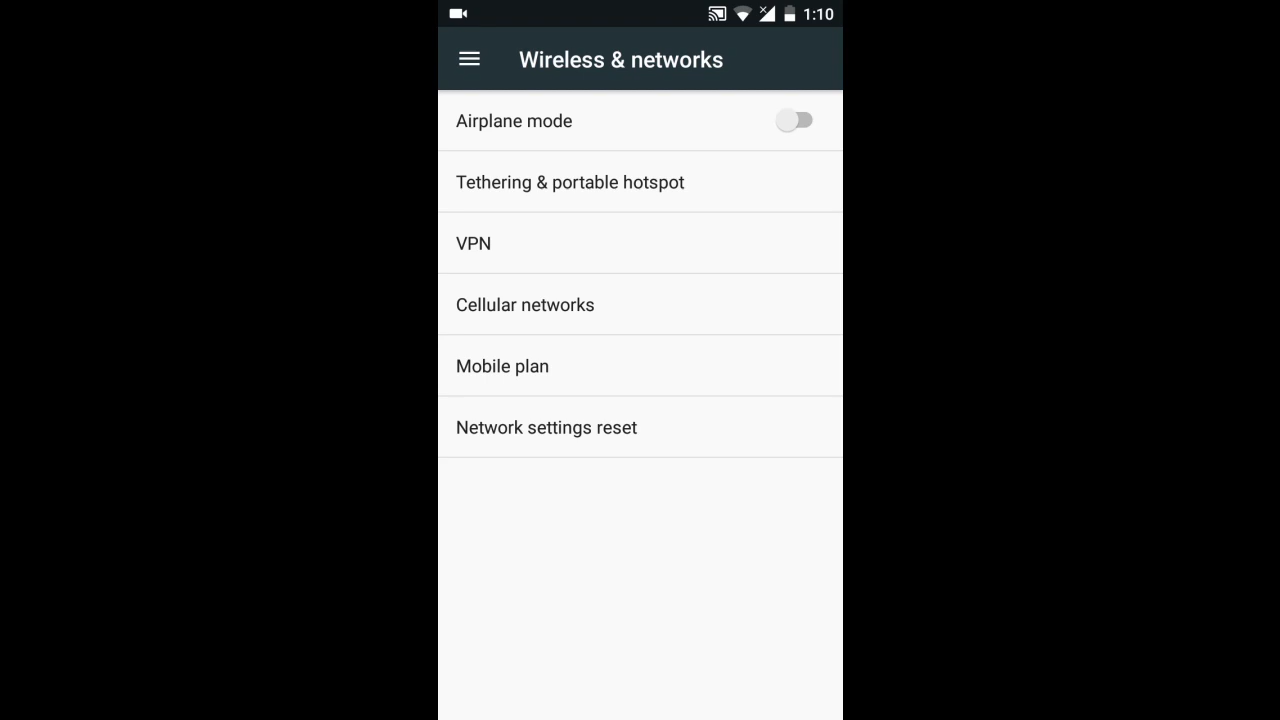 1:10
Wireless & networks
Airplane mode
Tethering & portable hotspot
VPN
Cellular networks
Mobile plan
Network settings reset